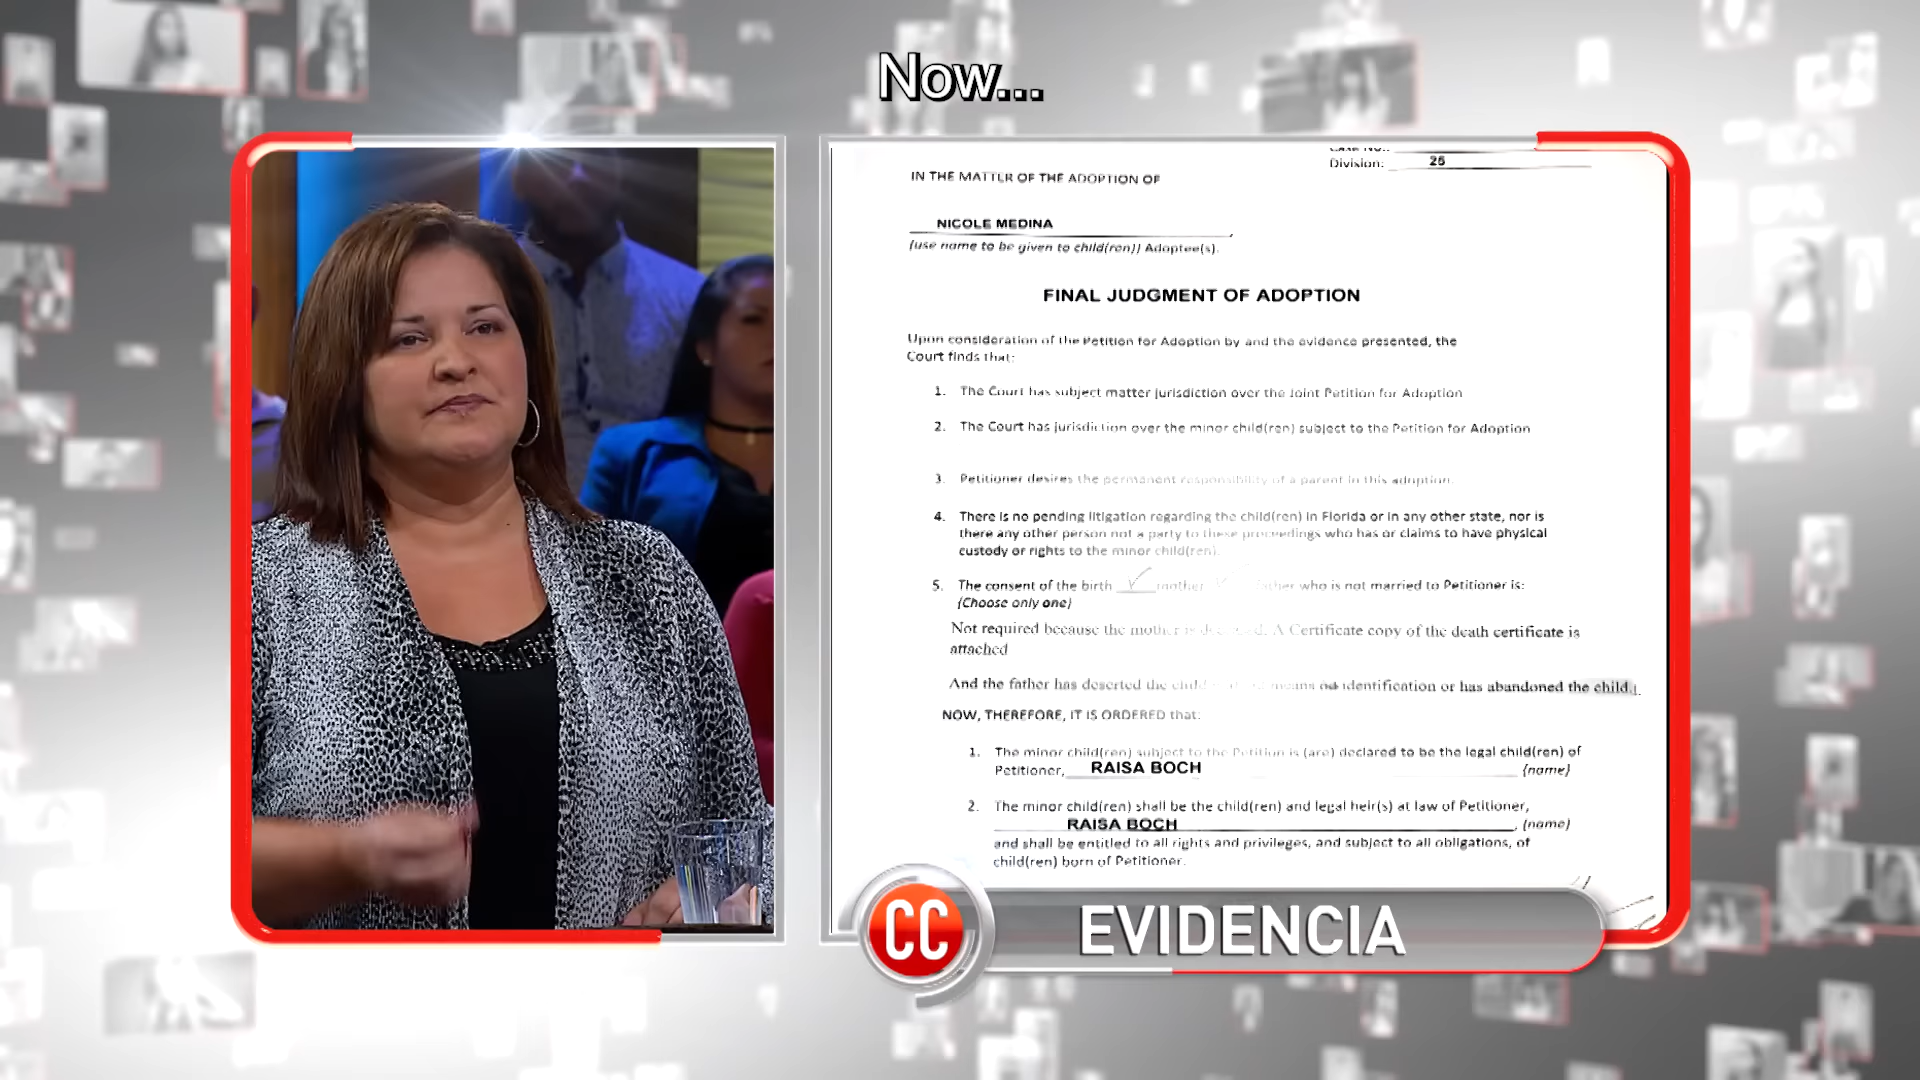 Now...
Division: 25
IN THE MATTER OF THE ADOPTION OF
NICOLE MEDINA
(use name to be given to child(ren)) Adoptee(s).
FINAL JUDGMENT OF ADOPTION
Upon consideration of the Petition for Adoption by and the evidence presented, the
Court finds that:
1. The Court has subject matter jurisdiction over the Joint Petition for Adoption
2. The Court has jurisdiction over the minor child(ren) subject to the Petition for Adoption
3. Petitioner desires the permanent responsibility of a parent in this adoption.
4. There is no pending litigation regarding the child(ren) in Florida or in any other state, nor is
there any other person not a party to these proceedings who has or claims to have physical
custody or rights to the minor child(ren).
5. The consent of the birth mother father who is not married to Petitioner is:
(Choose only one)
Not required because the mother is A Certificate copy of the death certificate is
attached
And the father has deserted the child means identification or has abandoned the child.
NOW, THEREFORE, IT IS ORDERED that:
1. The minor child(ren) subject to the Petition is (are) declared to be the legal child(ren) of
Petitioner, RAISA BOCH (name)
2. The minor child(ren) shall be the child(ren) and legal heir(s) at law of Petitioner,
RAISA BOCH, (name)
and shall be entitled to all rights and privileges, and subject to all obligations, of
child(ren) born of Petitioner.
CC EVIDENCIA